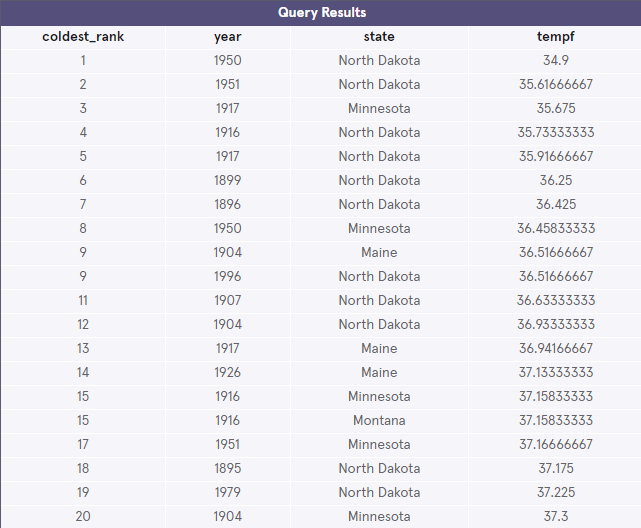 Query Results
coldest_rank year state tempf
1 1950 North Dakota 34.9
2 1951 North Dakota 35.61666667
3 1917 Minnesota 35.675
4 1916 North Dakota 35.73333333
5 1917 North Dakota 35.91666667
6 1899 North Dakota 36.25
7 1896 North Dakota 36.425
8 1950 Minnesota 36.45833333
9 1904 Maine 36.51666667
9 1996 North Dakota 36.51666667
11 1907 North Dakota 36.63333333
12 1904 North Dakota 36.93333333
13 1917 Maine 36.94166667
14 1926 Maine 37.13333333
15 1916 Minnesota 37.15833333
15 1916 Montana 37.15833333
17 1951 Minnesota 37.16666667
18 1895 North Dakota 37.175
19 1979 North Dakota 37.225
20 1904 Minnesota 37.3